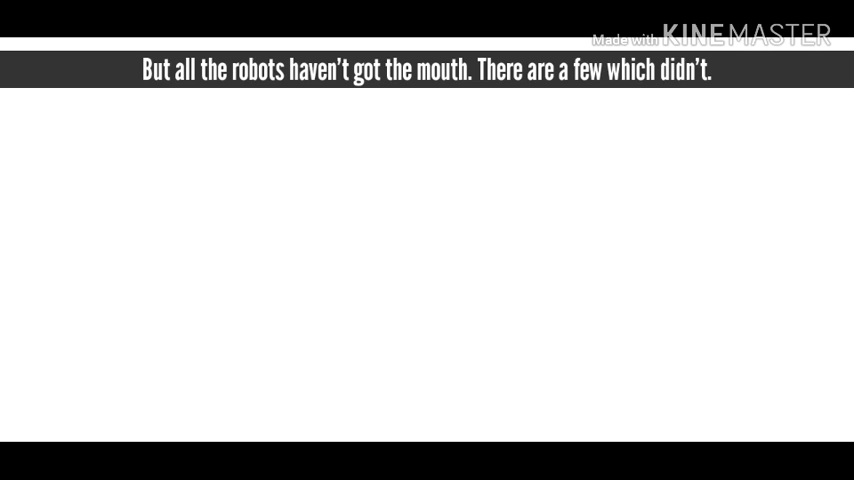 Made with KINEMASTER
But all the robots haven't got the mouth. There are a few which didn't.